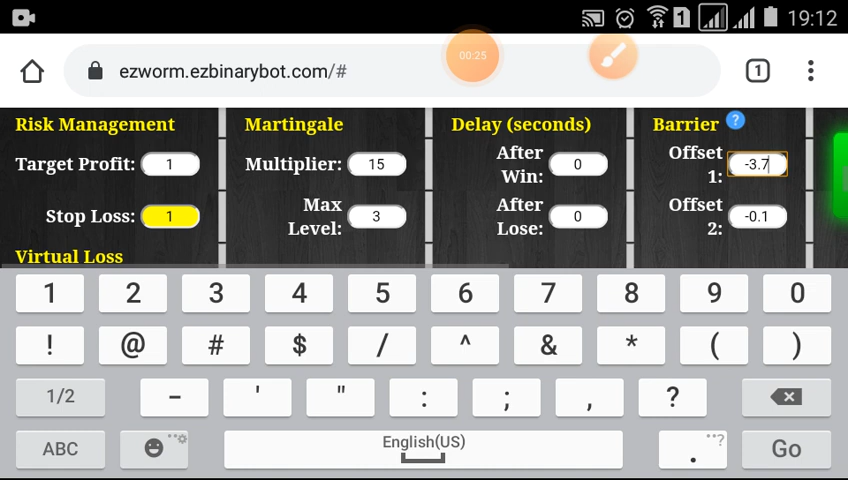 1 19:12
ezworm.ezbinarybot.com/# 00:25 1
Risk Management Martingale Delay (seconds) Barrier ?
Target Profit: 1 Multiplier: 15 After Win: 0 Offset 1: -3.7
Stop Loss: 1 Max Level: 3 After Lose: 0 Offset 2: -0.1
Virtual Loss
1 2 3 4 5 6 7 8 9 0
! @ # $ / ^ & * ( )
1/2 - ' " : ; , ?
ABC English(US) . ..? Go